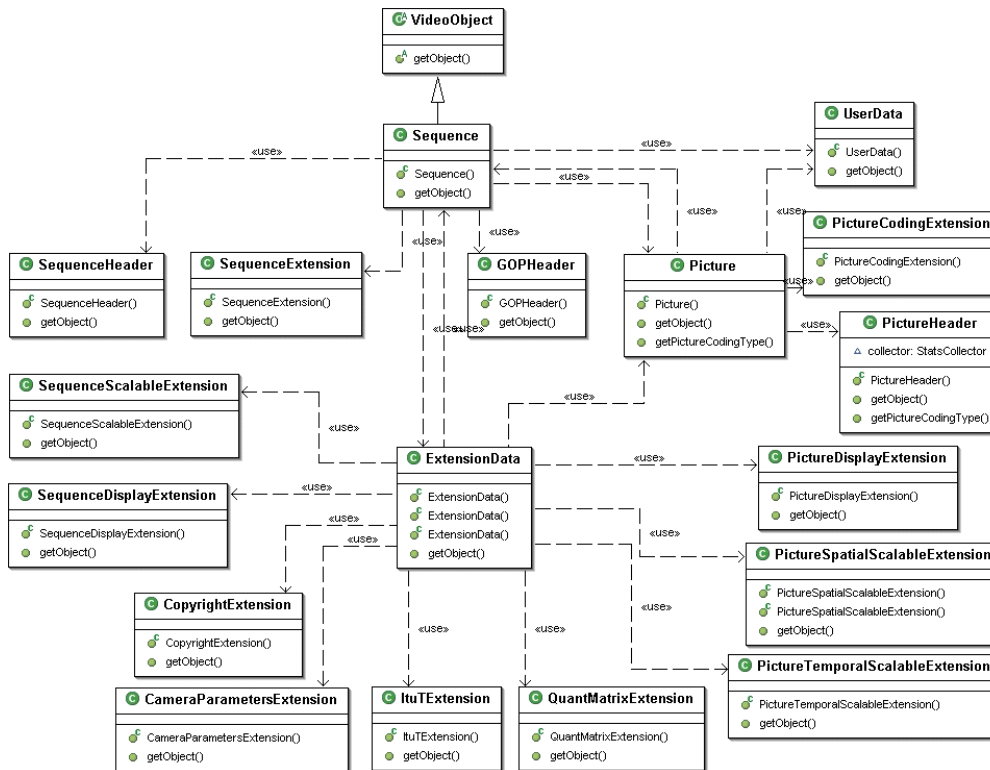 VideoObject
getObject()
Sequence
Sequence()
getObject()
UserData
UserData()
getObject()
«use»
«use»
«use»
«use»
«use»
«use»
«use»
SequenceHeader
SequenceHeader()
getObject()
SequenceExtension
SequenceExtension()
getObject()
GOPHeader
GOPHeader()
getObject()
Picture
Picture()
getObject()
getPictureCodingType()
PictureCodingExtension
PictureCodingExtension()
getObject()
«use»
«use»
«use»
PictureHeader
collector: StatsCollector
PictureHeader()
getObject()
getPictureCodingType()
SequenceScalableExtension
SequenceScalableExtension()
getObject()
«use»
«use»
ExtensionData
ExtensionData()
ExtensionData()
ExtensionData()
getObject()
«use»
PictureDisplayExtension
PictureDisplayExtension()
getObject()
SequenceDisplayExtension
SequenceDisplayExtension()
getObject()
«use»
«use»
«use»
«use»
PictureSpatialScalableExtension
PictureSpatialScalableExtension()
PictureSpatialScalableExtension()
getObject()
«use»
CopyrightExtension
CopyrightExtension()
getObject()
«use»
«use»
«use»
PictureTemporalScalableExtension
PictureTemporalScalableExtension()
getObject()
CameraParametersExtension
CameraParametersExtension()
getObject()
ItuTExtension
ItuTExtension()
getObject()
QuantMatrixExtension
QuantMatrixExtension()
getObject()